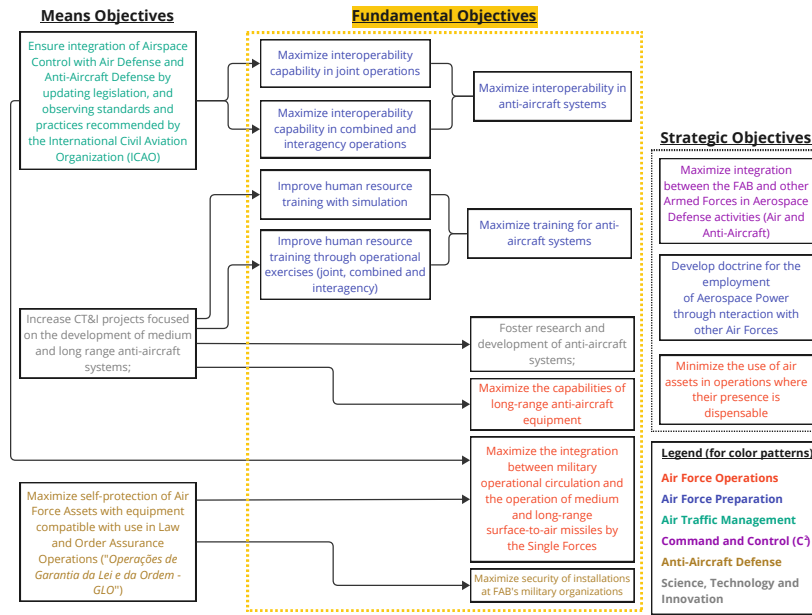 Means Objectives
Ensure integration of Airspace
Control with Air Defense and
Anti-Aircraft Defense by
updating legislation, and
observing standards and
practices recommended by
the International Civil Aviation
Organization (ICAO)
Increase CT&I projects focused
on the development of medium
and long range anti-aircraft
systems;
Maximize self-protection of Air
Force Assets with equipment
compatible with use in Law
and Order Assurance
Operations ("Operações de
Garantia da Lei e da Ordem -
GLO")
Fundamental Objectives
Maximize interoperability
capability in joint operations
Maximize interoperability
capability in combined and
interagency operations
Maximize interoperability in
anti-aircraft systems
Improve human resource
training with simulation
Improve human resource
training through operational
exercises (joint, combined and
interagency)
Maximize training for anti-
aircraft systems
Foster research and
development of anti-aircraft
systems;
Maximize the capabilities of
long-range anti-aircraft
equipment
Maximize the integration
between military
operational circulation and
the operation of medium
and long-range
surface-to-air missiles by
the Single Forces
Maximize security of installations
at FAB's military organizations
Strategic Objectives
Maximize integration
between the FAB and other
Armed Forces in Aerospace
Defense activities (Air and
Anti-Aircraft)
Develop doctrine for the
employment
of Aerospace Power
through nteraction with
other Air Forces
Minimize the use of air
assets in operations where
their presence is
dispensable
Legend (for color patterns)
Air Force Operations
Air Force Preparation
Air Traffic Management
Command and Control (C²)
Anti-Aircraft Defense
Science, Technology and
Innovation